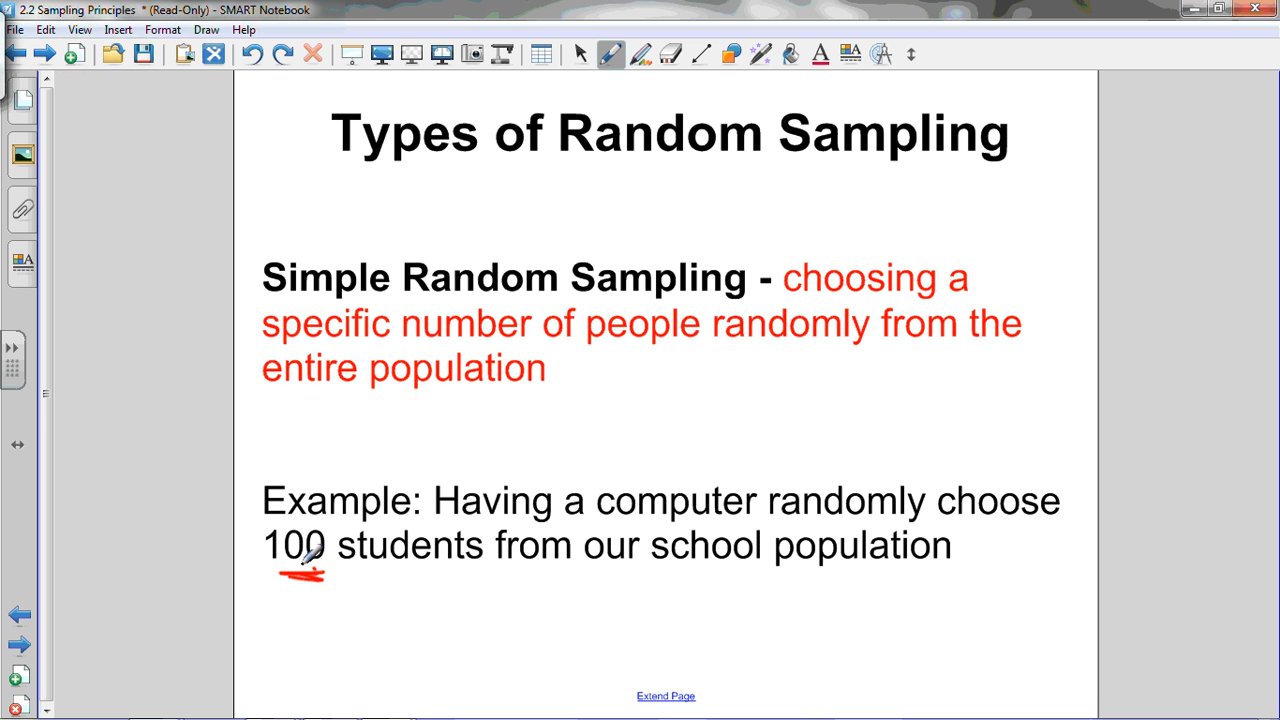 2.2 Sampling Principles * (Read-Only) - SMART Notebook
File Edit View Insert Format Draw Help
Types of Random Sampling
Simple Random Sampling - choosing a
specific number of people randomly from the
entire population
Example: Having a computer randomly choose
100 students from our school population
Extend Page